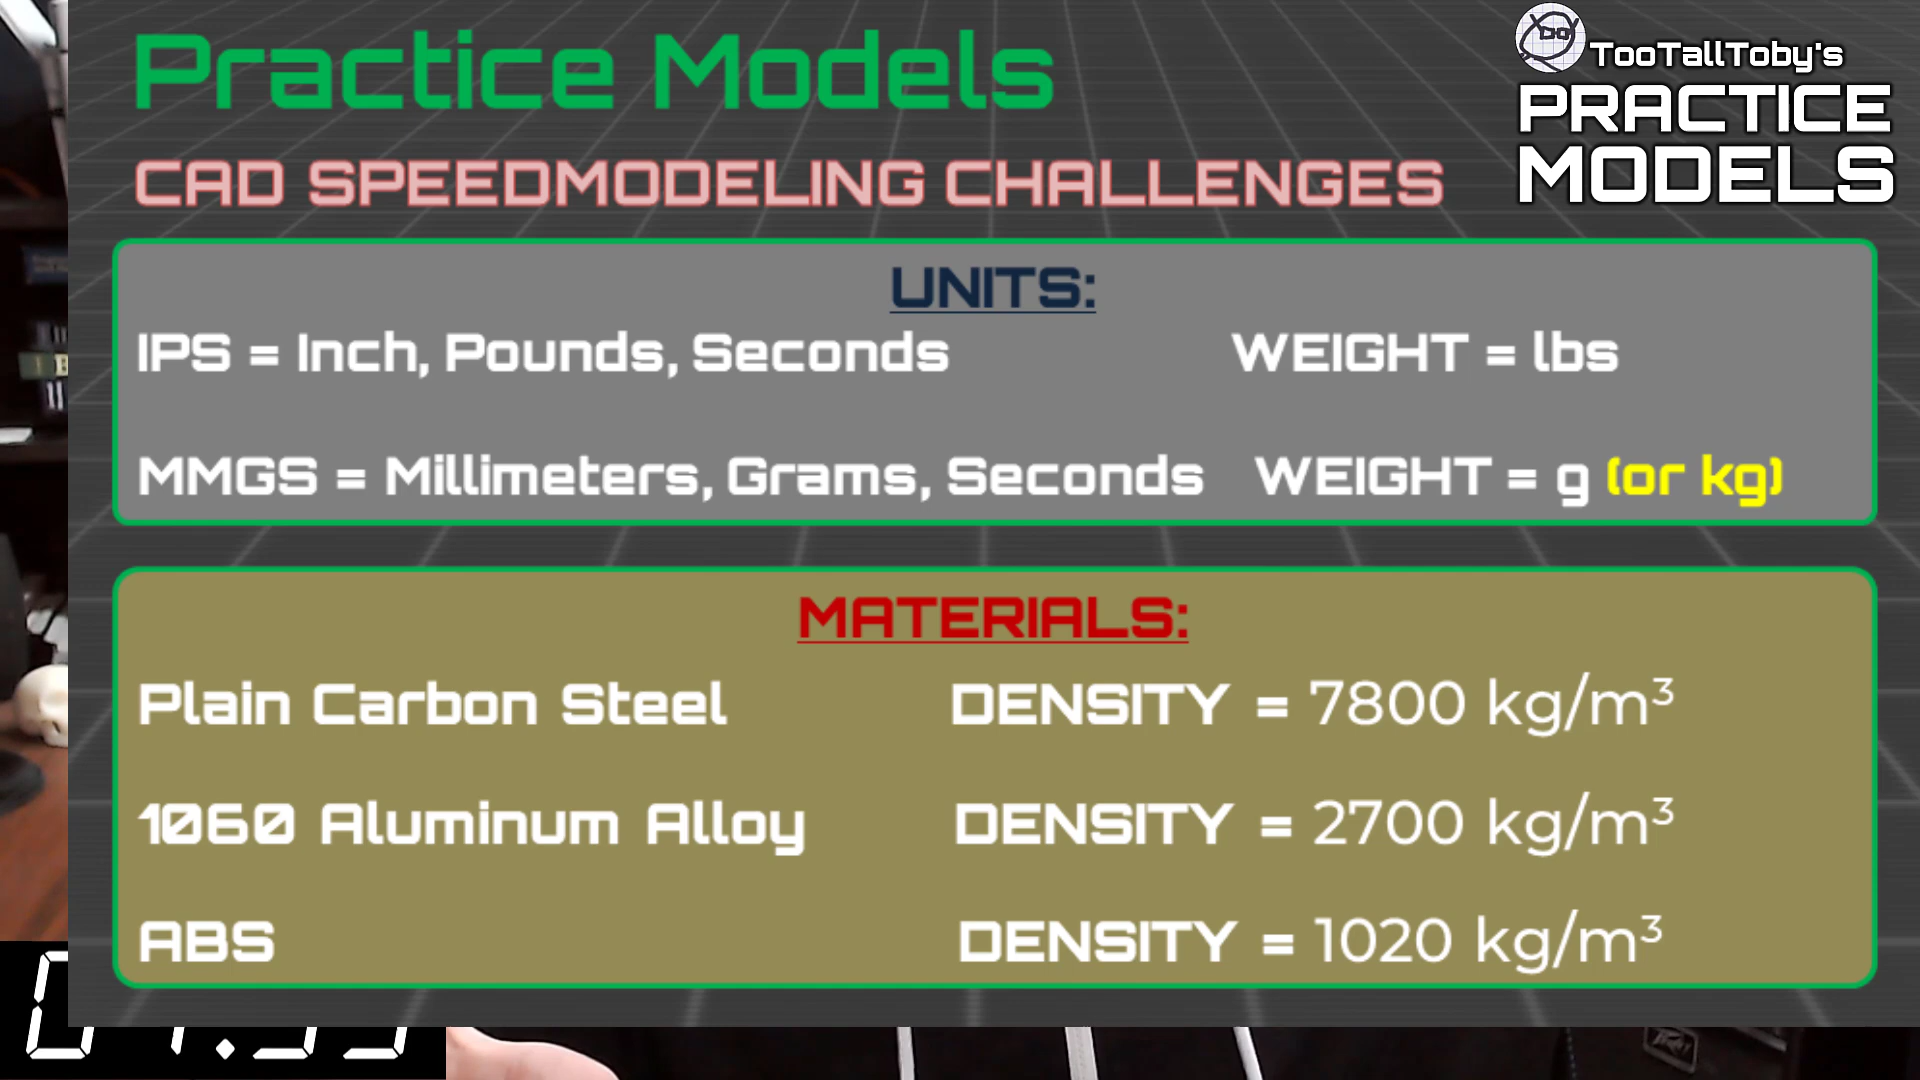 Practice Models
TooTallToby's
PRACTICE
MODELS
CAD SPEEDMODELING CHALLENGES
UNITS:
IPS = Inch, Pounds, Seconds WEIGHT = lbs
MMGS = Millimeters, Grams, Seconds WEIGHT = g (or kg)
MATERIALS:
Plain Carbon Steel DENSITY = 7800 kg/m³
1060 Aluminum Alloy DENSITY = 2700 kg/m³
ABS DENSITY = 1020 kg/m³